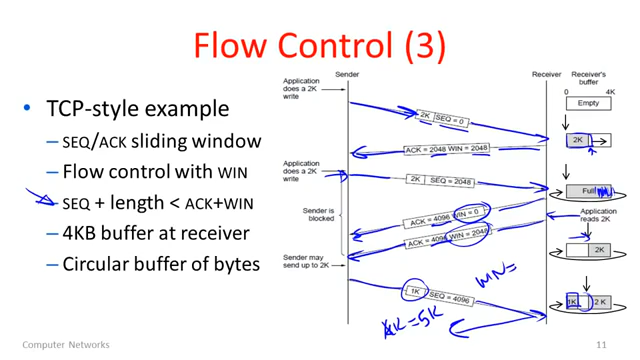 Flow Control (3)
• TCP-style example
– SEQ/ACK sliding window
– Flow control with WIN
– SEQ + length < ACK+WIN
– 4KB buffer at receiver
– Circular buffer of bytes
Sender
Receiver
Receiver's
buffer
Application
does a 2K
write
0 4K
Empty
2K SEQ = 0
2K
ACK = 2048 WIN = 2048
Application
does a 2K
write
2K SEQ = 2048
Full
Sender is
blocked
ACK = 4096 WIN = 0
Application
reads 2K
ACK = 4096 WIN = 2048
2K
Sender may
send up to 2K
WIN=
1K SEQ = 4096
1K 2K
AK = 5K
Computer Networks
11